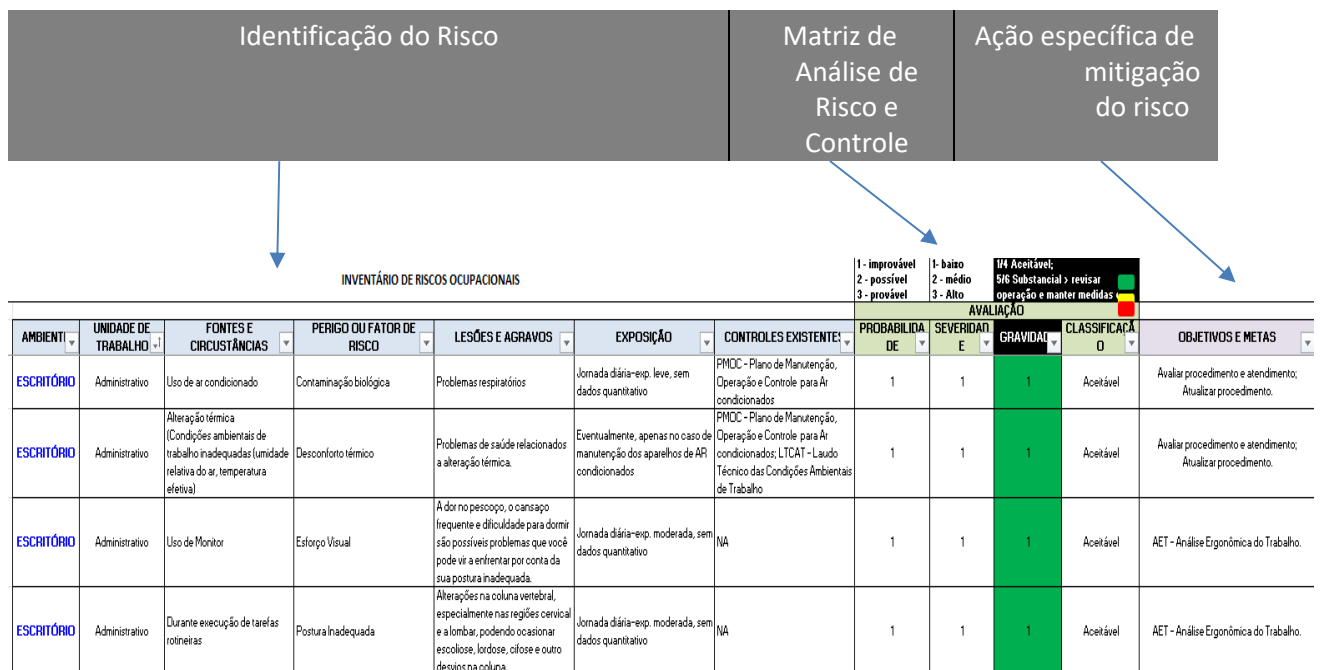 Identificação do Risco
Matriz de
Análise de
Risco e
Controle
Ação específica de
mitigação
do risco
INVENTÁRIO DE RISCOS OCUPACIONAIS
1 - improvável
2 - possível
3 - provável
1- baixo
2 - médio
3 - Alto
1/4 Aceitável;
5/6 Substancial > revisar
operação e manter medidas
AVALIAÇÃO
AMBIENT
UNIDADE DE
TRABALHO
FONTES E
CIRCUSTÂNCIAS
PERIGO OU FATOR DE
RISCO
LESÕES E AGRAVOS
EXPOSIÇÃO
CONTROLES EXISTENTE
PROBABILIDA
DE
SEVERIDAD
E
GRAVIDAD
CLASSIFICAÇÃ
O
OBJETIVOS E METAS
ESCRITÓRIO
Administrativo
Uso de ar condicionado
Contaminação biológica
Problemas respiratórios
Jornada diária-exp. leve, sem
dados quantitativo
PMOC - Plano de Manutenção,
Operação e Controle para Ar
condicionados
1
1
1
Aceitável
Avaliar procedimento e atendimento;
Atualizar procedimento.
ESCRITÓRIO
Administrativo
Alteração térmica
(Condições ambientais de
trabalho inadequadas (umidade
relativa do ar, temperatura
efetiva)
Desconforto térmico
Problemas de saúde relacionados
a alteração térmica.
Eventualmente, apenas no caso de
manutenção dos aparelhos de AR
condicionados
PMOC - Plano de Manutenção,
Operação e Controle para Ar
condicionados; LTCAT - Laudo
Técnico das Condições Ambientais
de Trabalho
1
1
1
Aceitável
Avaliar procedimento e atendimento;
Atualizar procedimento.
ESCRITÓRIO
Administrativo
Uso de Monitor
Esforço Visual
A dor no pescoço, o cansaço
frequente e dificuldade para dormir
são possíveis problemas que você
pode vir a enfrentar por conta da
sua postura inadequada.
Jornada diária-exp. moderada, sem
dados quantitativo
NA
1
1
1
Aceitável
AET - Análise Ergonômica do Trabalho.
ESCRITÓRIO
Administrativo
Durante execução de tarefas
rotineiras
Postura Inadequada
Alterações na coluna vertebral,
especialmente nas regiões cervical
e a lombar, podendo ocasionar
escoliose, lordose, cifose e outro
desvios na coluna.
Jornada diária-exp. moderada, sem
dados quantitativo
NA
1
1
1
Aceitável
AET - Análise Ergonômica do Trabalho.